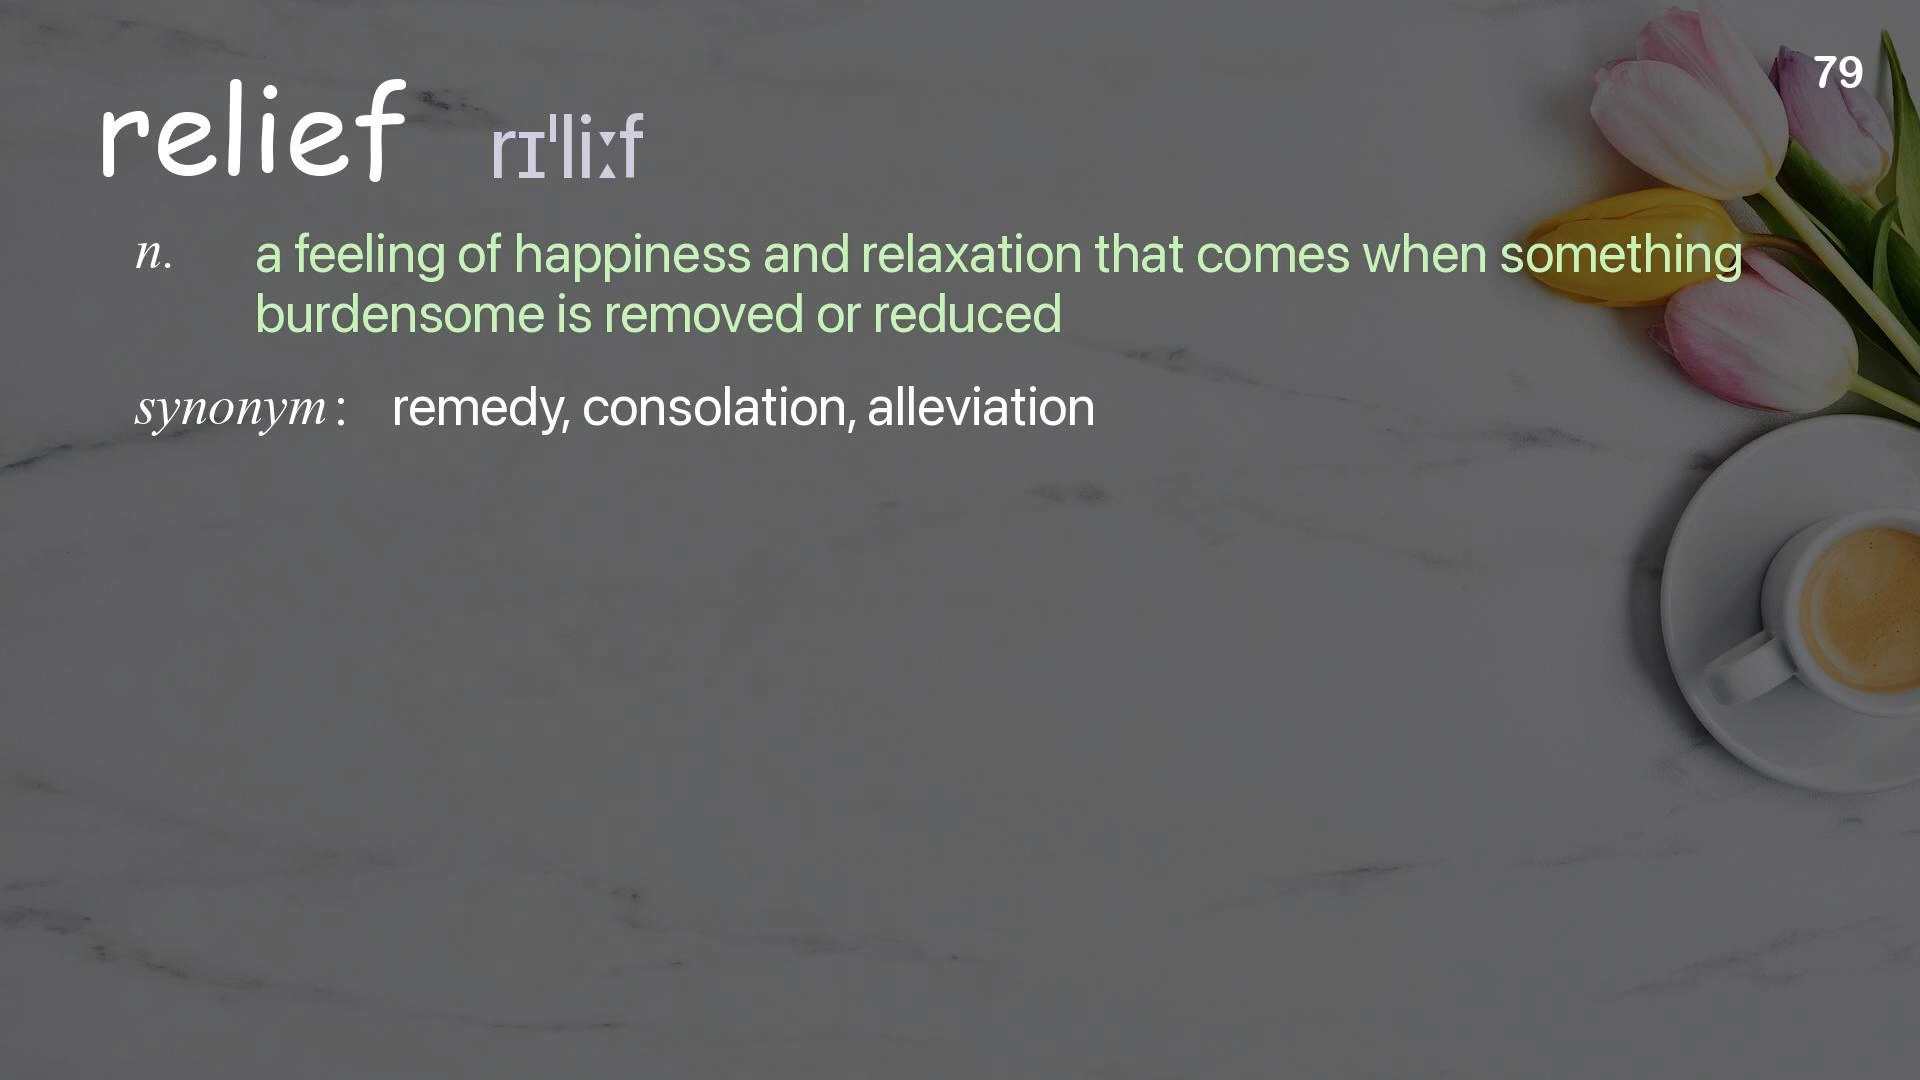 79
relief rɪˈliːf
n. a feeling of happiness and relaxation that comes when something
burdensome is removed or reduced
synonym: remedy, consolation, alleviation